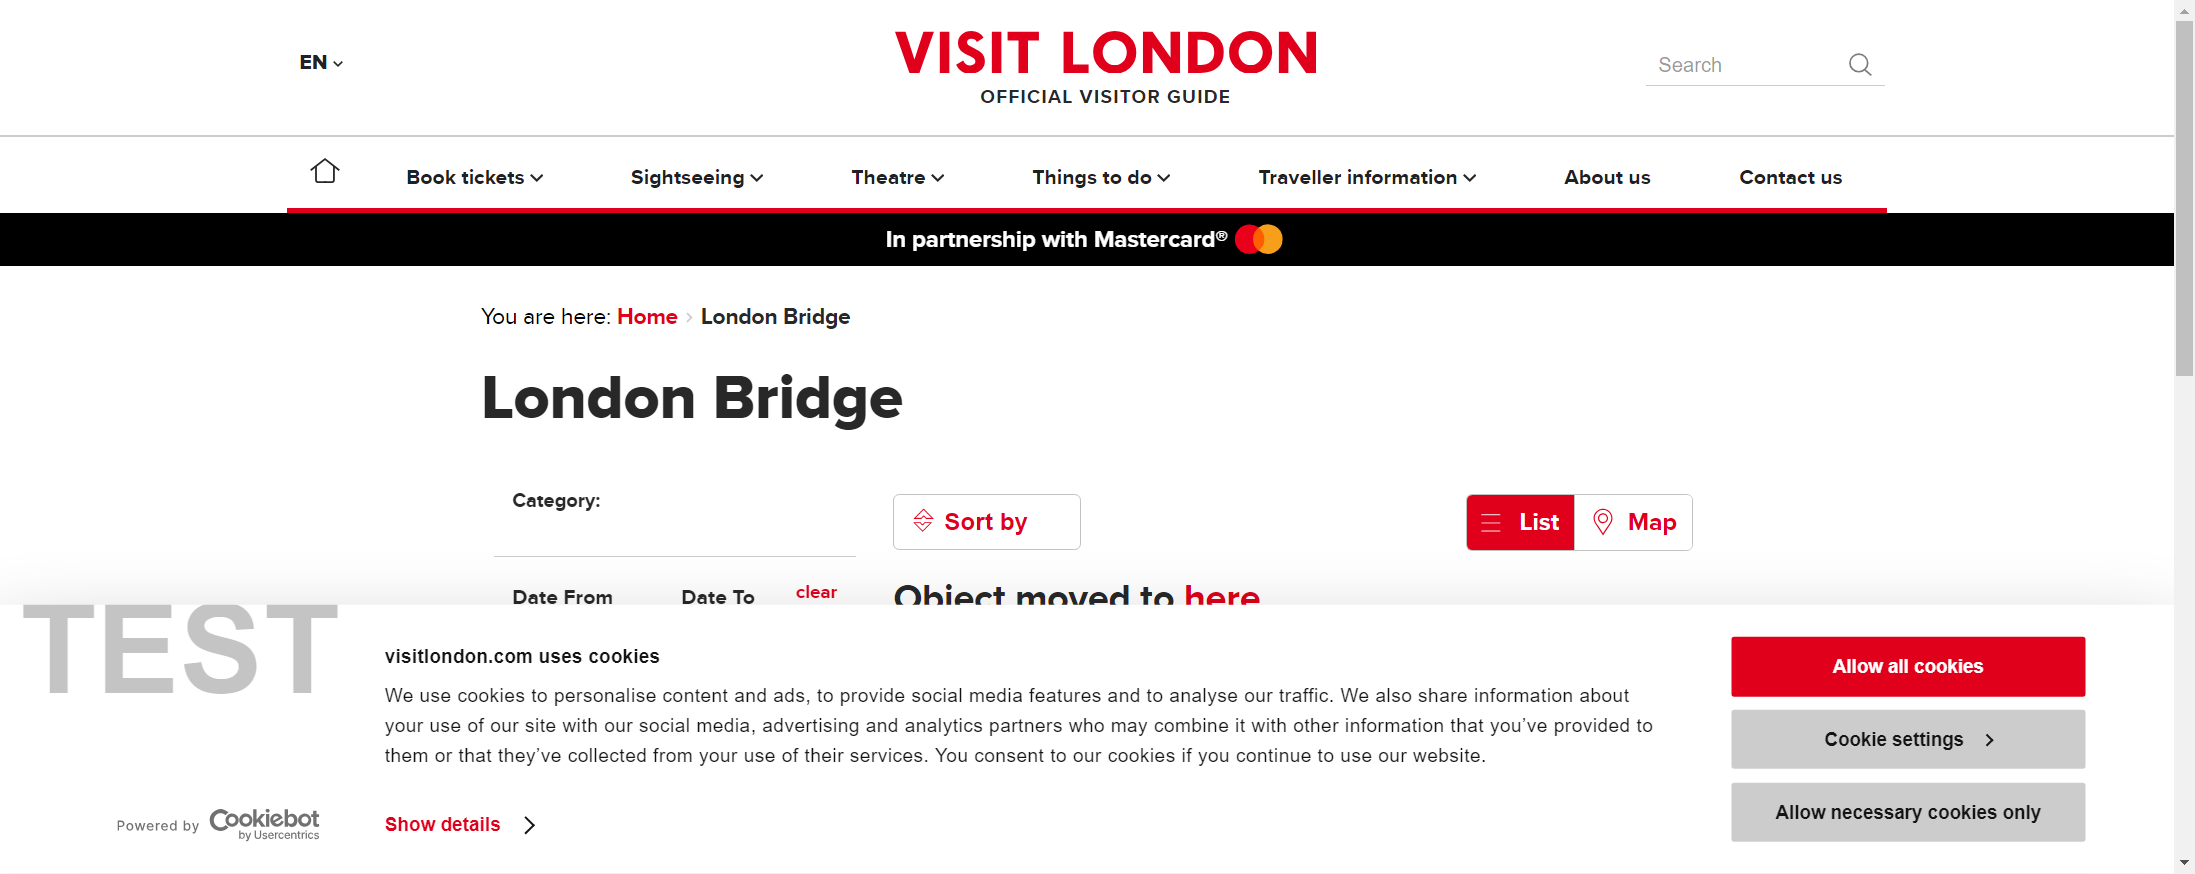 EN
VISIT LONDON
OFFICIAL VISITOR GUIDE
Search
Book tickets
Sightseeing
Theatre
Things to do
Traveller information
About us
Contact us
In partnership with Mastercard®
You are here: Home › London Bridge
London Bridge
Category:
Sort by
List
Map
Date From
Date To
clear
Object moved to here
TEST
visitlondon.com uses cookies
We use cookies to personalise content and ads, to provide social media features and to analyse our traffic. We also share information about
your use of our site with our social media, advertising and analytics partners who may combine it with other information that you’ve provided to
them or that they’ve collected from your use of their services. You consent to our cookies if you continue to use our website.
Show details
Powered by Cookiebot
by Usercentrics
Allow all cookies
Cookie settings
Allow necessary cookies only